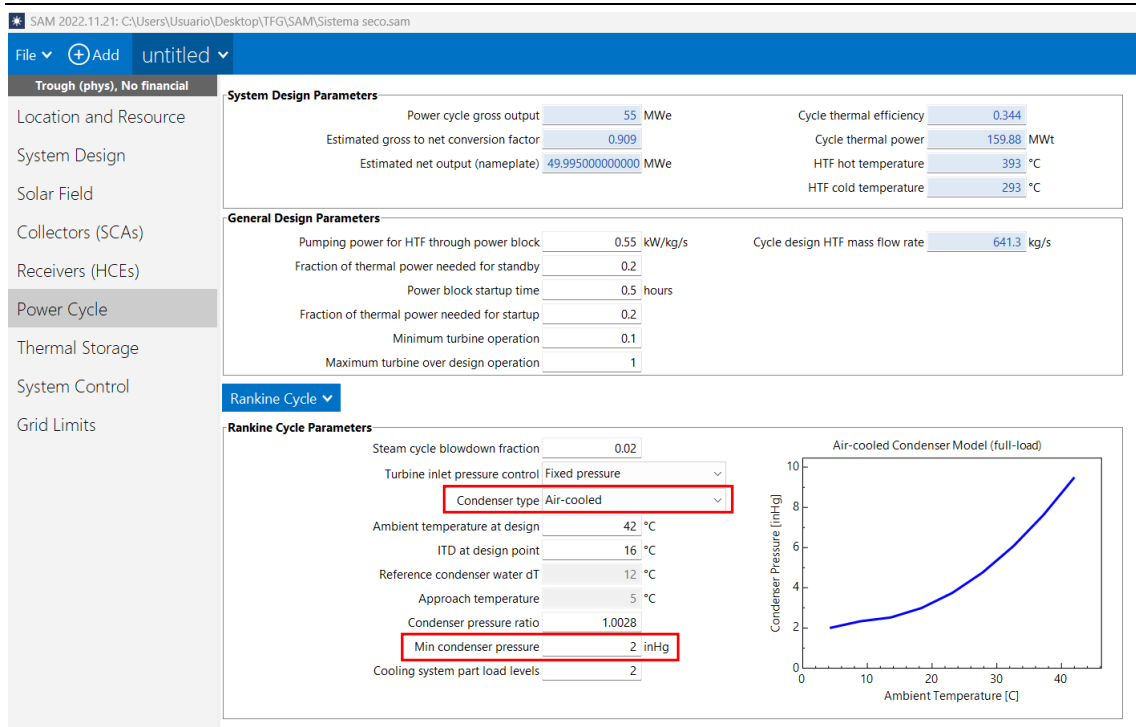 SAM 2022.11.21: C:\Users\Usuario\Desktop\TFG\SAM\Sistema seco.sam
File Add untitled
Trough (phys), No financial
Location and Resource
System Design
Solar Field
Collectors (SCAs)
Receivers (HCEs)
Power Cycle
Thermal Storage
System Control
Grid Limits
System Design Parameters
Power cycle gross output 55 MWe
Estimated gross to net conversion factor 0.909
Estimated net output (nameplate) 49.995000000000 MWe
Cycle thermal efficiency 0.344
Cycle thermal power 159.88 MWt
HTF hot temperature 393 °C
HTF cold temperature 293 °C
General Design Parameters
Pumping power for HTF through power block 0.55 kW/kg/s
Fraction of thermal power needed for standby 0.2
Power block startup time 0.5 hours
Fraction of thermal power needed for startup 0.2
Minimum turbine operation 0.1
Maximum turbine over design operation 1
Cycle design HTF mass flow rate 641.3 kg/s
Rankine Cycle
Rankine Cycle Parameters
Steam cycle blowdown fraction 0.02
Turbine inlet pressure control Fixed pressure
Condenser type Air-cooled
Ambient temperature at design 42 °C
ITD at design point 16 °C
Reference condenser water dT 12 °C
Approach temperature 5 °C
Condenser pressure ratio 1.0028
Min condenser pressure 2 inHg
Cooling system part load levels 2
Air-cooled Condenser Model (full-load)
Condenser Pressure [inHg]
10
8
6
4
2
0
0 10 20 30 40
Ambient Temperature [C]